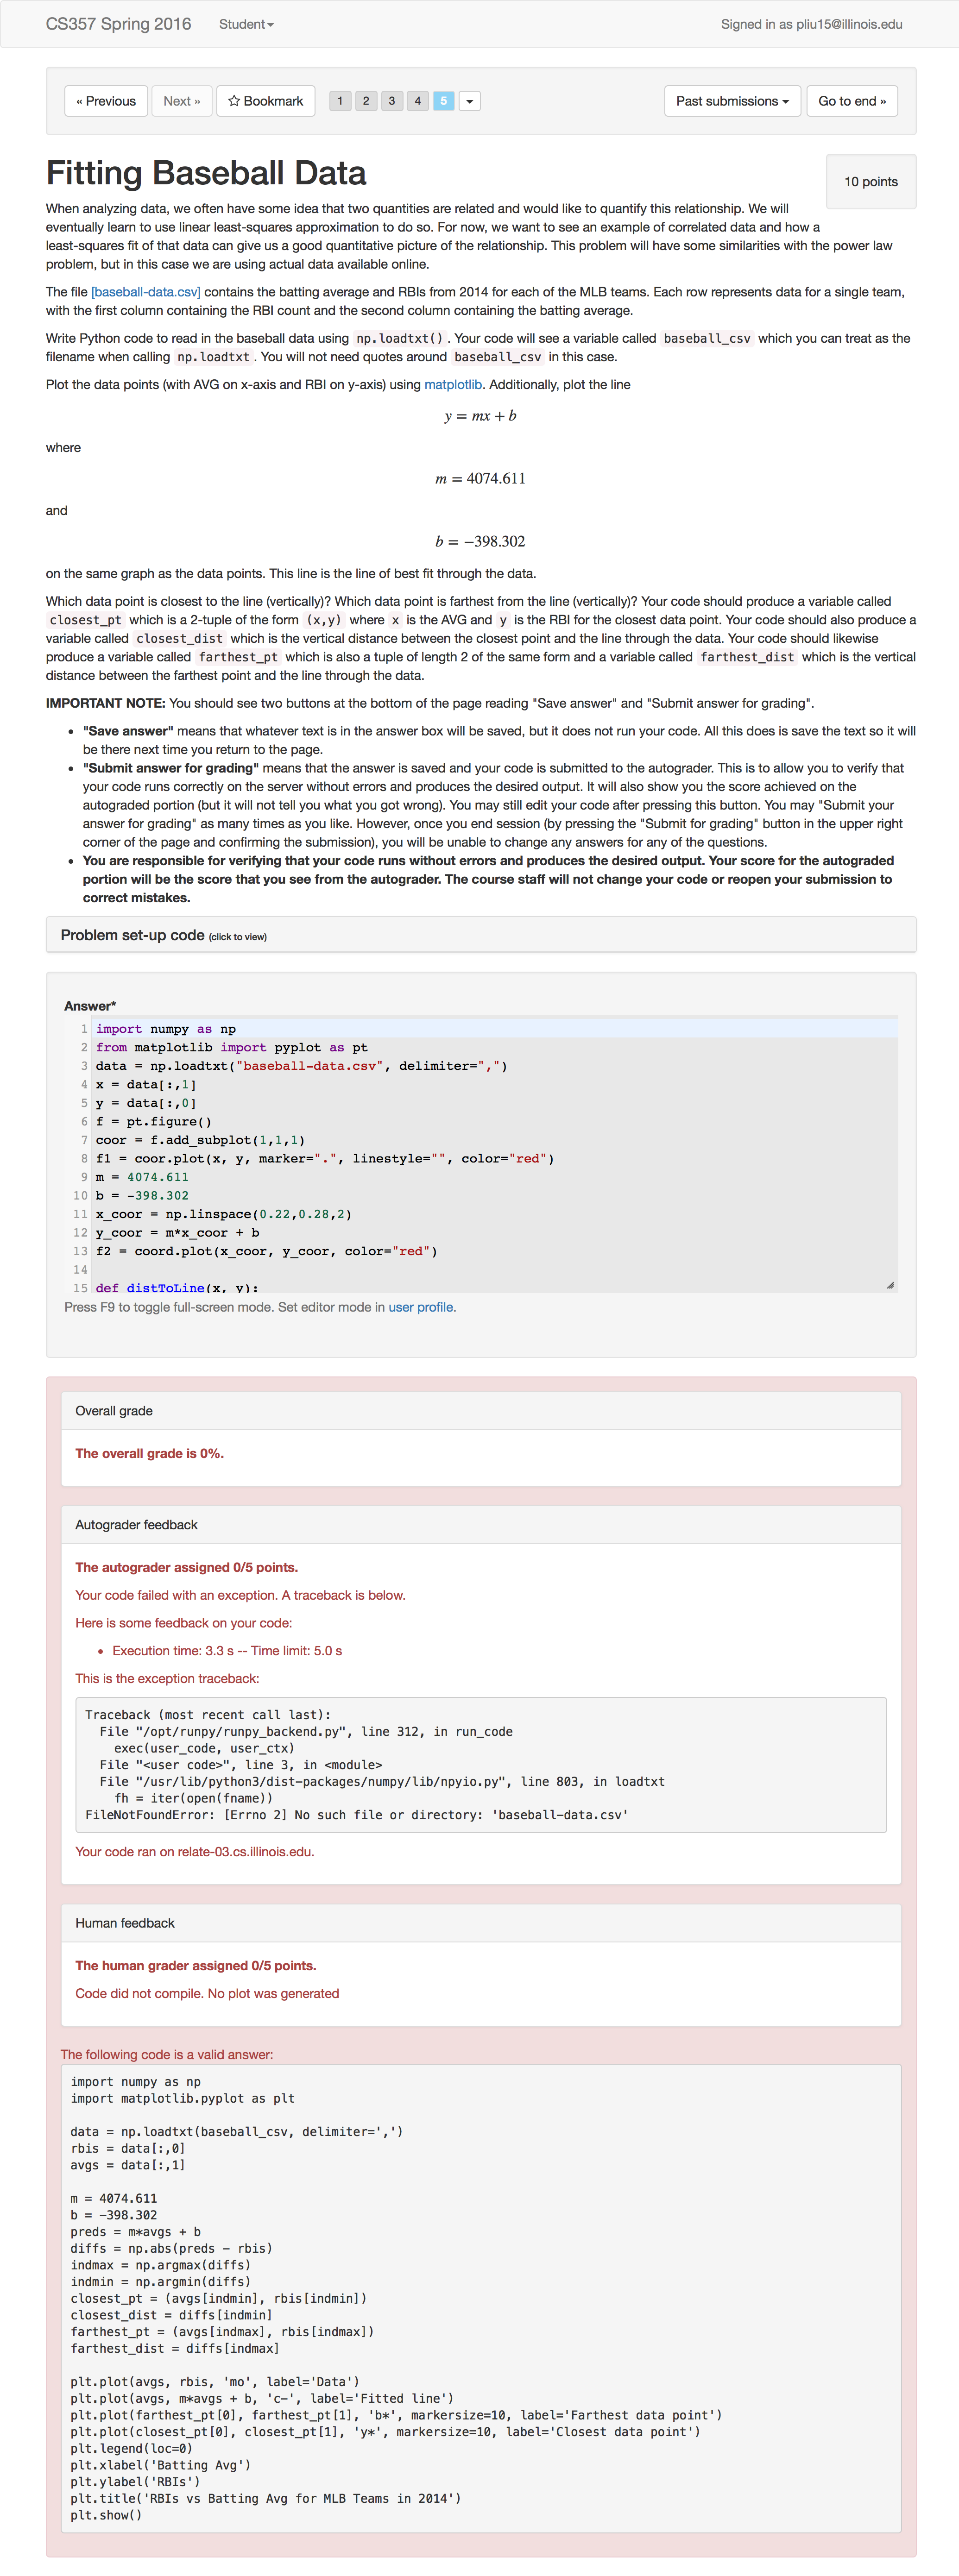 CS357 Spring 2016 Student Signed in as pliu15@illinois.edu
« Previous Next » Bookmark 1 2 3 4 5 Past submissions Go to end »
Fitting Baseball Data
10 points
When analyzing data, we often have some idea that two quantities are related and would like to quantify this relationship. We will
eventually learn to use linear least-squares approximation to do so. For now, we want to see an example of correlated data and how a
least-squares fit of that data can give us a good quantitative picture of the relationship. This problem will have some similarities with the power law
problem, but in this case we are using actual data available online.
The file [baseball-data.csv] contains the batting average and RBIs from 2014 for each of the MLB teams. Each row represents data for a single team,
with the first column containing the RBI count and the second column containing the batting average.
Write Python code to read in the baseball data using np.loadtxt() . Your code will see a variable called baseball_csv which you can treat as the
filename when calling np.loadtxt . You will not need quotes around baseball_csv in this case.
Plot the data points (with AVG on x-axis and RBI on y-axis) using matplotlib. Additionally, plot the line
y = mx + b
where
m = 4074.611
and
b = −398.302
on the same graph as the data points. This line is the line of best fit through the data.
Which data point is closest to the line (vertically)? Which data point is farthest from the line (vertically)? Your code should produce a variable called
closest_pt which is a 2-tuple of the form (x,y) where x is the AVG and y is the RBI for the closest data point. Your code should also produce a
variable called closest_dist which is the vertical distance between the closest point and the line through the data. Your code should likewise
produce a variable called farthest_pt which is also a tuple of length 2 of the same form and a variable called farthest_dist which is the vertical
distance between the farthest point and the line through the data.
IMPORTANT NOTE: You should see two buttons at the bottom of the page reading "Save answer" and "Submit answer for grading".
• "Save answer" means that whatever text is in the answer box will be saved, but it does not run your code. All this does is save the text so it will
be there next time you return to the page.
• "Submit answer for grading" means that the answer is saved and your code is submitted to the autograder. This is to allow you to verify that
your code runs correctly on the server without errors and produces the desired output. It will also show you the score achieved on the
autograded portion (but it will not tell you what you got wrong). You may still edit your code after pressing this button. You may "Submit your
answer for grading" as many times as you like. However, once you end session (by pressing the "Submit for grading" button in the upper right
corner of the page and confirming the submission), you will be unable to change any answers for any of the questions.
• You are responsible for verifying that your code runs without errors and produces the desired output. Your score for the autograded
portion will be the score that you see from the autograder. The course staff will not change your code or reopen your submission to
correct mistakes.
Problem set-up code (click to view)
Answer*
1 import numpy as np
2 from matplotlib import pyplot as pt
3 data = np.loadtxt("baseball-data.csv", delimiter=",")
4 x = data[:,1]
5 y = data[:,0]
6 f = pt.figure()
7 coor = f.add_subplot(1,1,1)
8 f1 = coor.plot(x, y, marker=".", linestyle="", color="red")
9 m = 4074.611
10 b = -398.302
11 x_coor = np.linspace(0.22,0.28,2)
12 y_coor = m*x_coor + b
13 f2 = coord.plot(x_coor, y_coor, color="red")
14
15 def distToLine(x, y):
Press F9 to toggle full-screen mode. Set editor mode in user profile.
Overall grade
The overall grade is 0%.
Autograder feedback
The autograder assigned 0/5 points.
Your code failed with an exception. A traceback is below.
Here is some feedback on your code:
• Execution time: 3.3 s -- Time limit: 5.0 s
This is the exception traceback:
Traceback (most recent call last):
File "/opt/runpy/runpy_backend.py", line 312, in run_code
exec(user_code, user_ctx)
File "<user code>", line 3, in <module>
File "/usr/lib/python3/dist-packages/numpy/lib/npyio.py", line 803, in loadtxt
fh = iter(open(fname))
FileNotFoundError: [Errno 2] No such file or directory: 'baseball-data.csv'
Your code ran on relate-03.cs.illinois.edu.
Human feedback
The human grader assigned 0/5 points.
Code did not compile. No plot was generated
The following code is a valid answer:
import numpy as np
import matplotlib.pyplot as plt
data = np.loadtxt(baseball_csv, delimiter=',')
rbis = data[:,0]
avgs = data[:,1]
m = 4074.611
b = -398.302
preds = m*avgs + b
diffs = np.abs(preds - rbis)
indmax = np.argmax(diffs)
indmin = np.argmin(diffs)
closest_pt = (avgs[indmin], rbis[indmin])
closest_dist = diffs[indmin]
farthest_pt = (avgs[indmax], rbis[indmax])
farthest_dist = diffs[indmax]
plt.plot(avgs, rbis, 'mo', label='Data')
plt.plot(avgs, m*avgs + b, 'c-', label='Fitted line')
plt.plot(farthest_pt[0], farthest_pt[1], 'b*', markersize=10, label='Farthest data point')
plt.plot(closest_pt[0], closest_pt[1], 'y*', markersize=10, label='Closest data point')
plt.legend(loc=0)
plt.xlabel('Batting Avg')
plt.ylabel('RBIs')
plt.title('RBIs vs Batting Avg for MLB Teams in 2014')
plt.show()